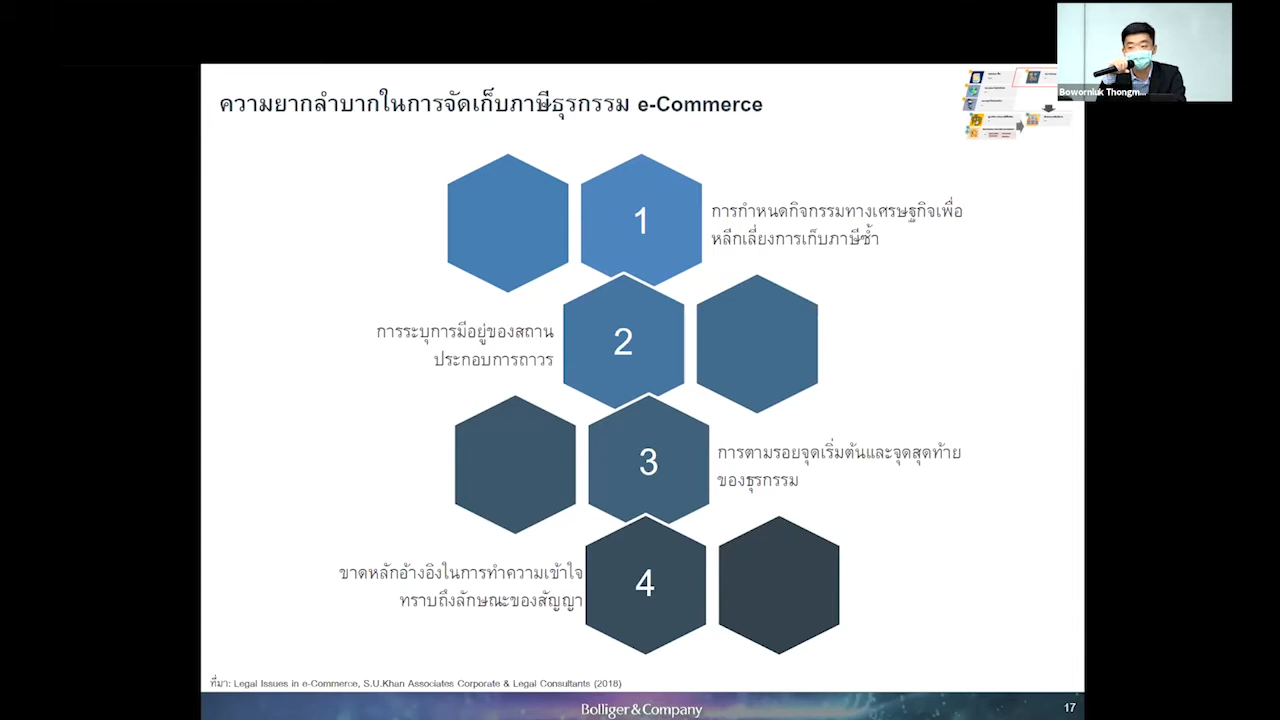 Bowornluk Thongm...
ความยากลำบากในการจัดเก็บภาษีธุรกรรม e-Commerce
1
การกำหนดกิจกรรมทางเศรษฐกิจเพื่อ
หลีกเลี่ยงการเก็บภาษีซ้ำ
2
การระบุการมีอยู่ของสถาน
ประกอบการถาวร
3
การตามรอยจุดเริ่มต้นและจุดสุดท้าย
ของธุรกรรม
4
ขาดหลักอ้างอิงในการทำความเข้าใจ
ทราบถึงลักษณะของสัญญา
ที่มา: Legal Issues in e-Commerce, S.U.Khan Associates Corporate & Legal Consultants (2018)
Bolliger & Company
17